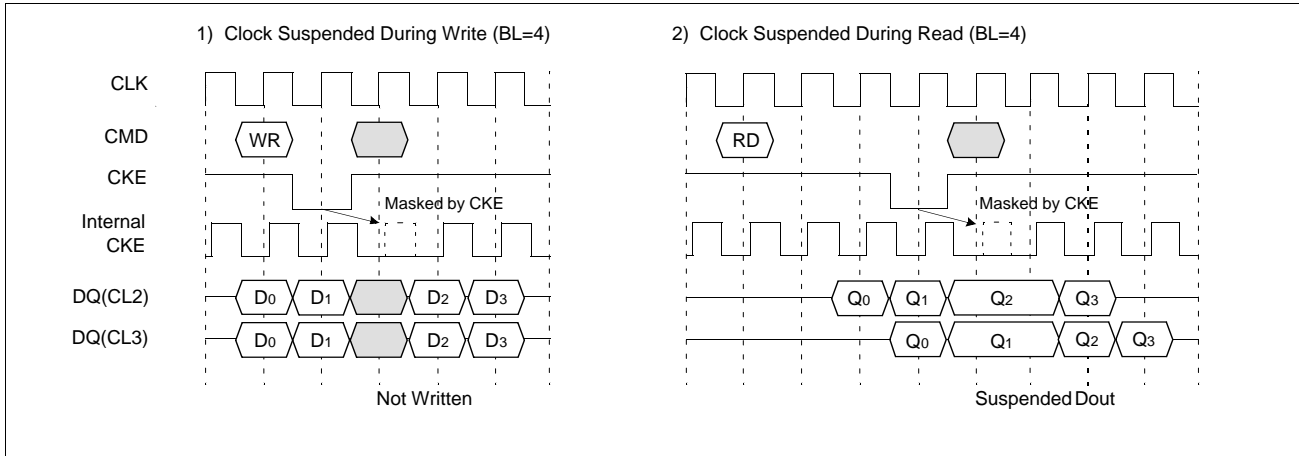 1) Clock Suspended During Write (BL=4)
2) Clock Suspended During Read (BL=4)
CLK
CMD
WR
RD
CKE
Masked by CKE
Masked by CKE
Internal
CKE
DQ(CL2)
D0 D1 D2 D3
Q0 Q1 Q2 Q3
DQ(CL3)
D0 D1 D2 D3
Q0 Q1 Q2 Q3
Not Written
Suspended Dout